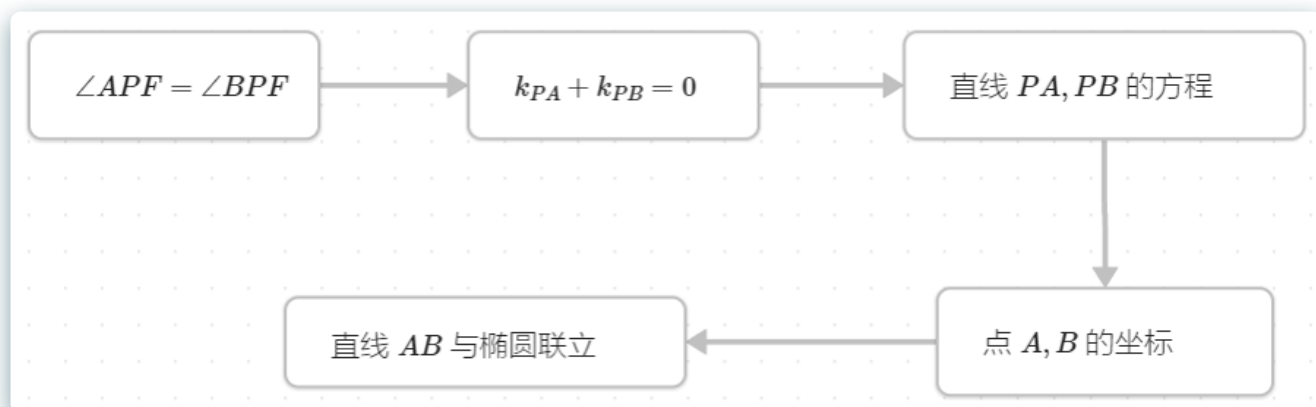 ∠APF = ∠BPF
k_{PA} + k_{PB} = 0
直线 PA, PB 的方程
点 A, B 的坐标
直线 AB 与椭圆联立